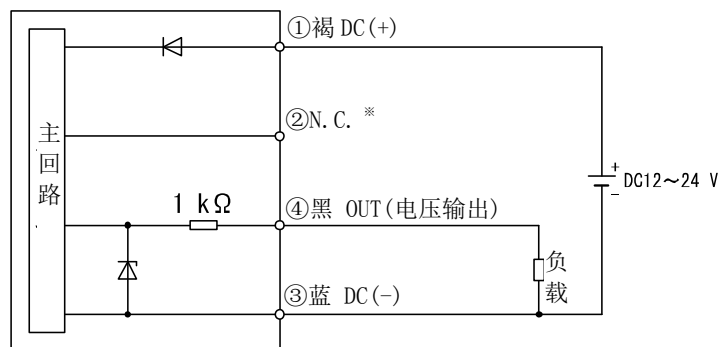 ①褐 DC(+)
②N.C. ※
主回路
1 kΩ
④黑 OUT(电压输出)
+
DC12～24 V
−
负载
③蓝 DC(-)